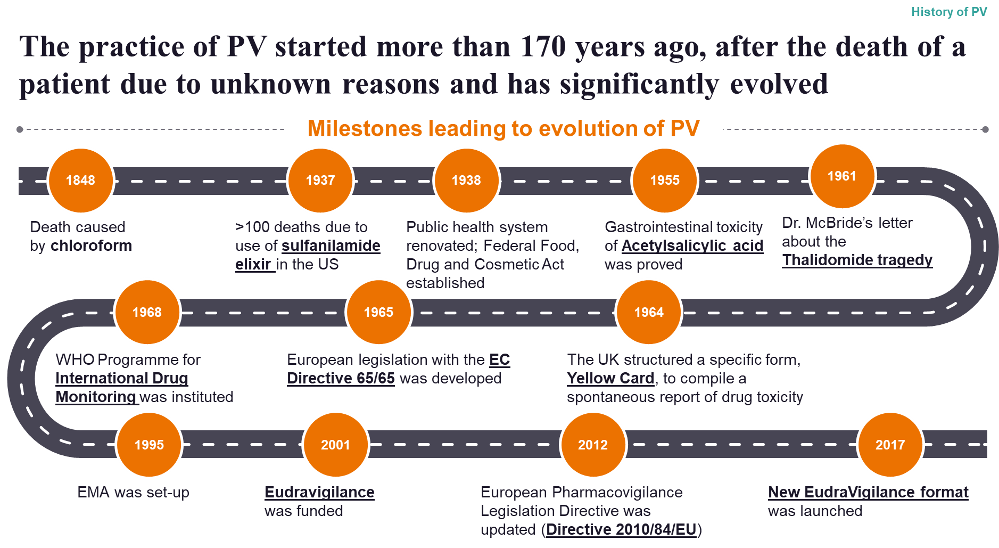 History of PV
The practice of PV started more than 170 years ago, after the death of a
patient due to unknown reasons and has significantly evolved
Milestones leading to evolution of PV
1848
Death caused
by chloroform
1937
>100 deaths due to
use of sulfanilamide
elixir in the US
1938
Public health system
renovated; Federal Food,
Drug and Cosmetic Act
established
1955
Gastrointestinal toxicity
of Acetylsalicylic acid
was proved
1961
Dr. McBride’s letter
about the
Thalidomide tragedy
1964
The UK structured a specific form,
Yellow Card, to compile a
spontaneous report of drug toxicity
1965
European legislation with the EC
Directive 65/65 was developed
1968
WHO Programme for
International Drug
Monitoring was instituted
1995
EMA was set-up
2001
Eudravigilance
was funded
2012
European Pharmacovigilance
Legislation Directive was
updated (Directive 2010/84/EU)
2017
New EudraVigilance format
was launched